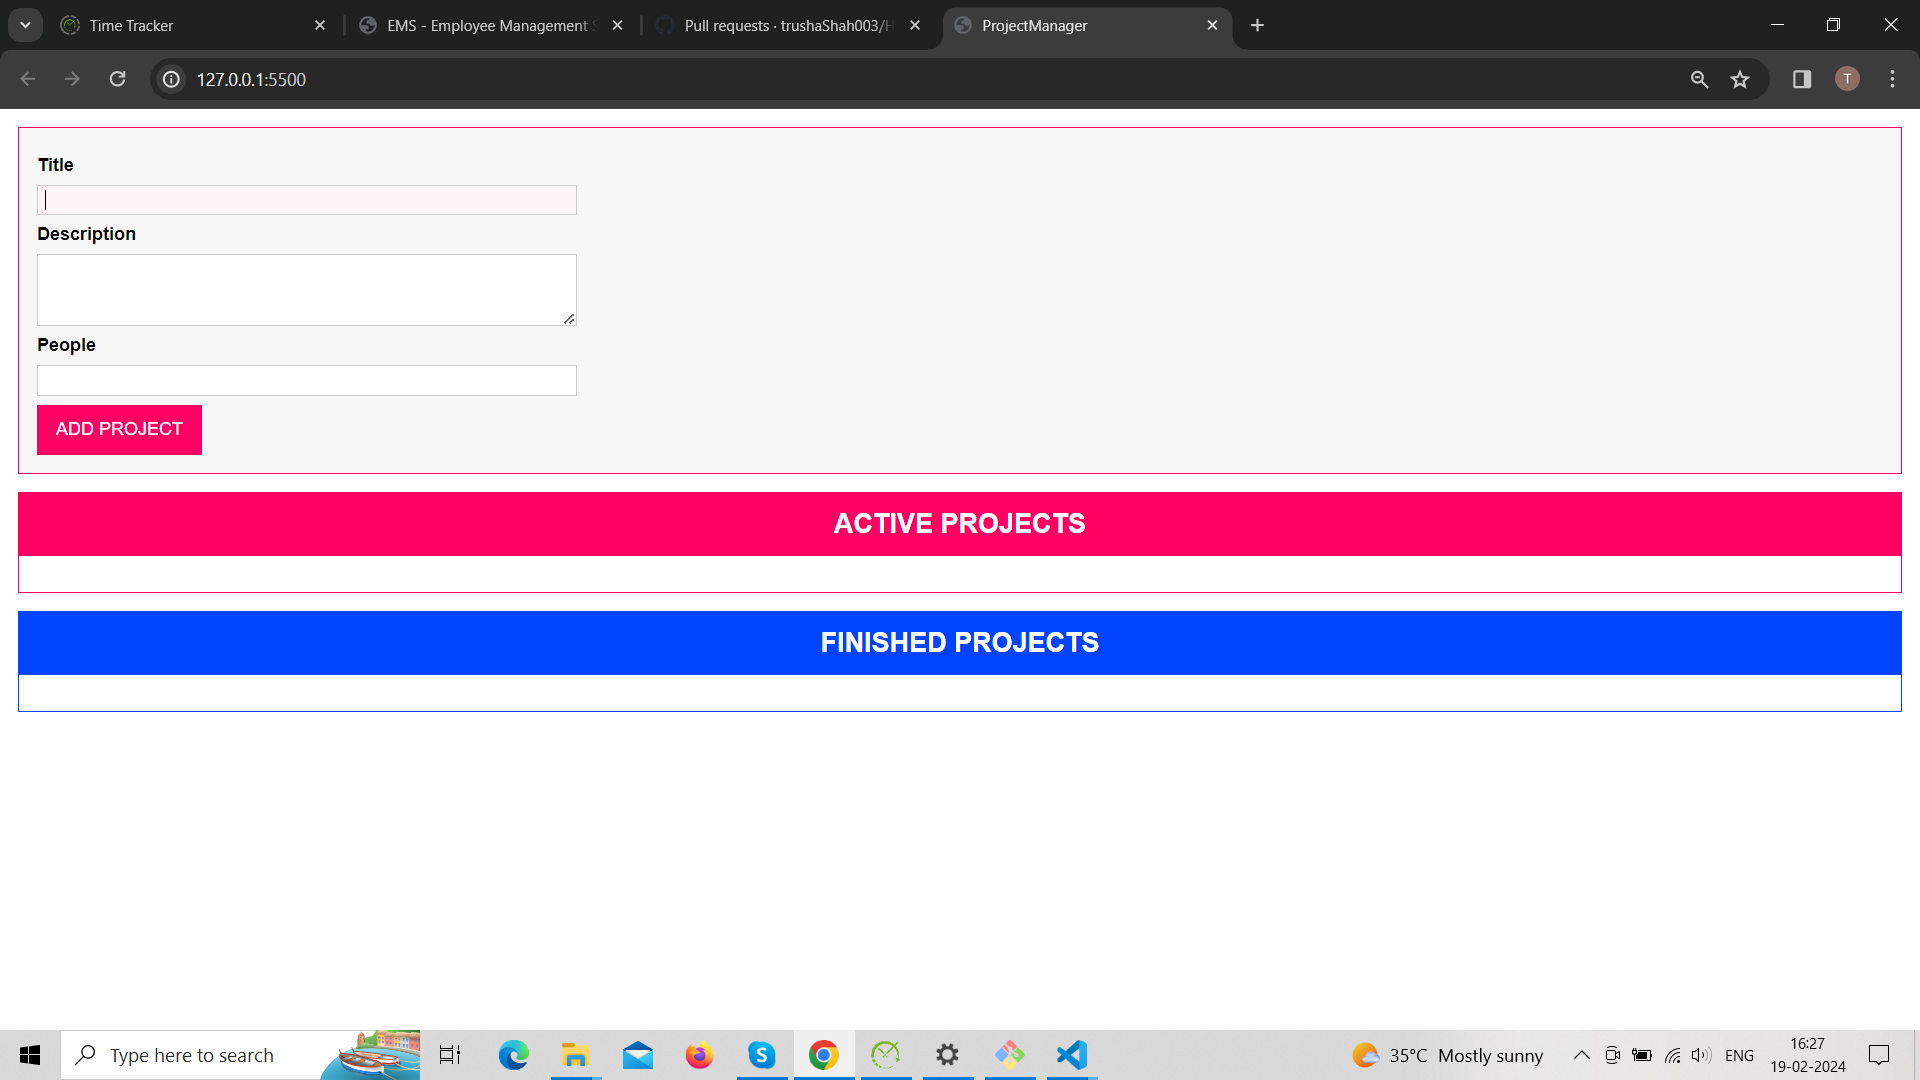 Time Tracker
EMS - Employee Management S
Pull requests · trushaShah003/H
ProjectManager
127.0.0.1:5500
T
Title
Description
People
ADD PROJECT
ACTIVE PROJECTS
FINISHED PROJECTS
Type here to search
35°C Mostly sunny
ENG
16:27
19-02-2024